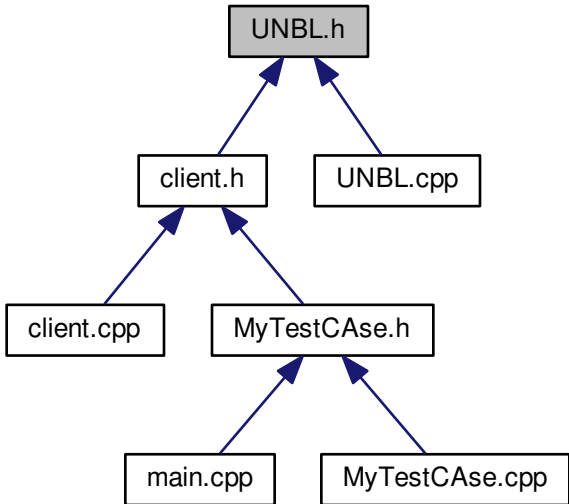 UNBL.h
client.h
UNBL.cpp
client.cpp
MyTestCAse.h
main.cpp
MyTestCAse.cpp